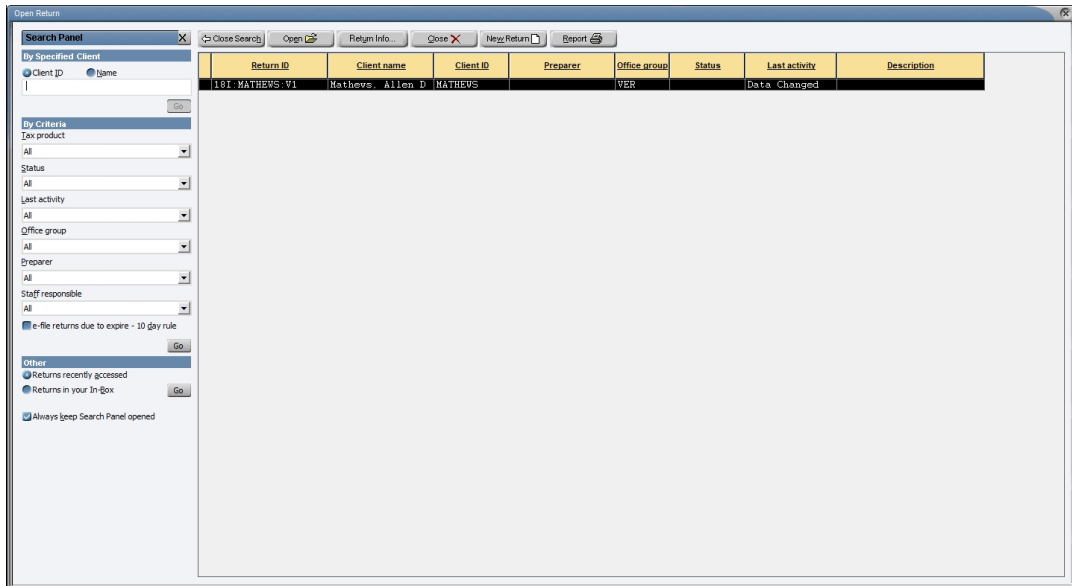 Open Return
Search Panel X
By Specified Client
Client ID Name
Go
By Criteria
Tax product
All
Status
All
Last activity
All
Office group
All
Preparer
All
Staff responsible
All
e-file returns due to expire - 10 day rule
Go
Other
Returns recently accessed
Returns in your In-Box Go
Always keep Search Panel opened
Close Search Open Return Info... Close New Return Report
Return ID Client name Client ID Preparer Office group Status Last activity Description
18I:MATHEWS:V1 Mathews, Allen D MATHEWS VER Data Changed